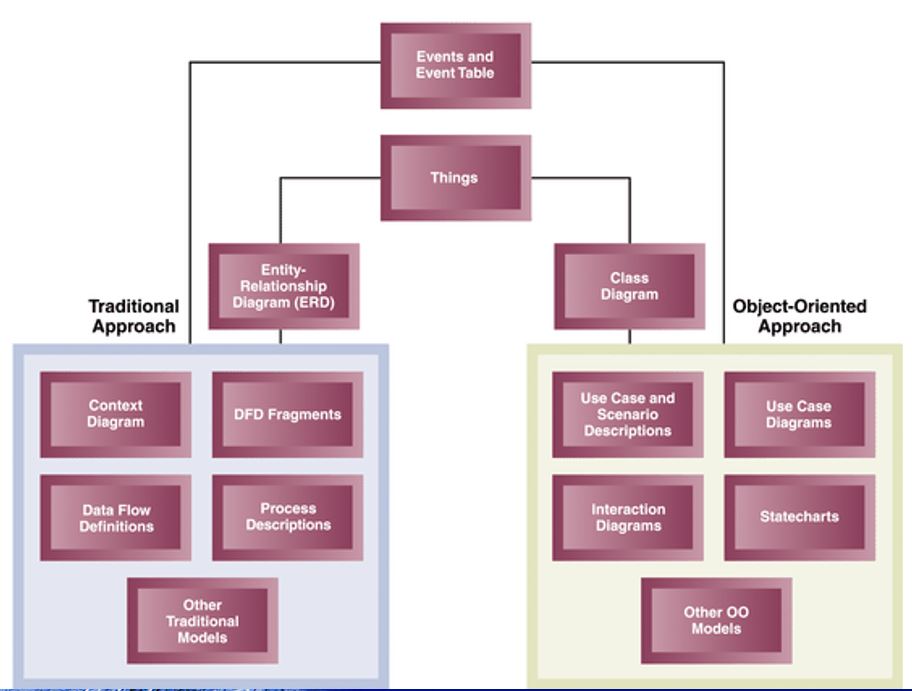 Events and
Event Table
Things
Entity-
Relationship
Diagram (ERD)
Class
Diagram
Traditional
Approach
Object-Oriented
Approach
Context
Diagram
DFD Fragments
Data Flow
Definitions
Process
Descriptions
Other
Traditional
Models
Use Case and
Scenario
Descriptions
Use Case
Diagrams
Interaction
Diagrams
Statecharts
Other OO
Models